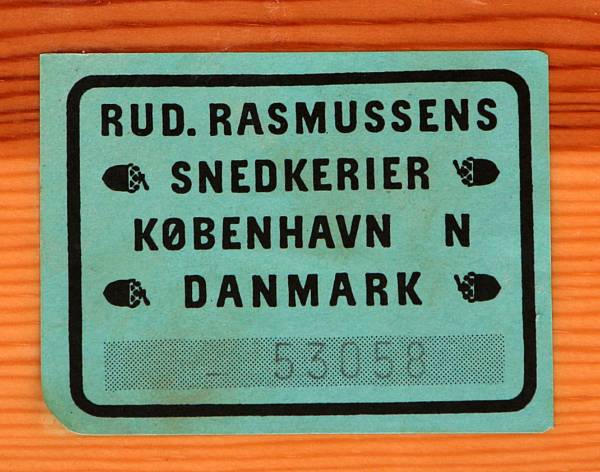 RUD. RASMUSSENS
SNEDKERIER
KØBENHAVN N
DANMARK
- 53058